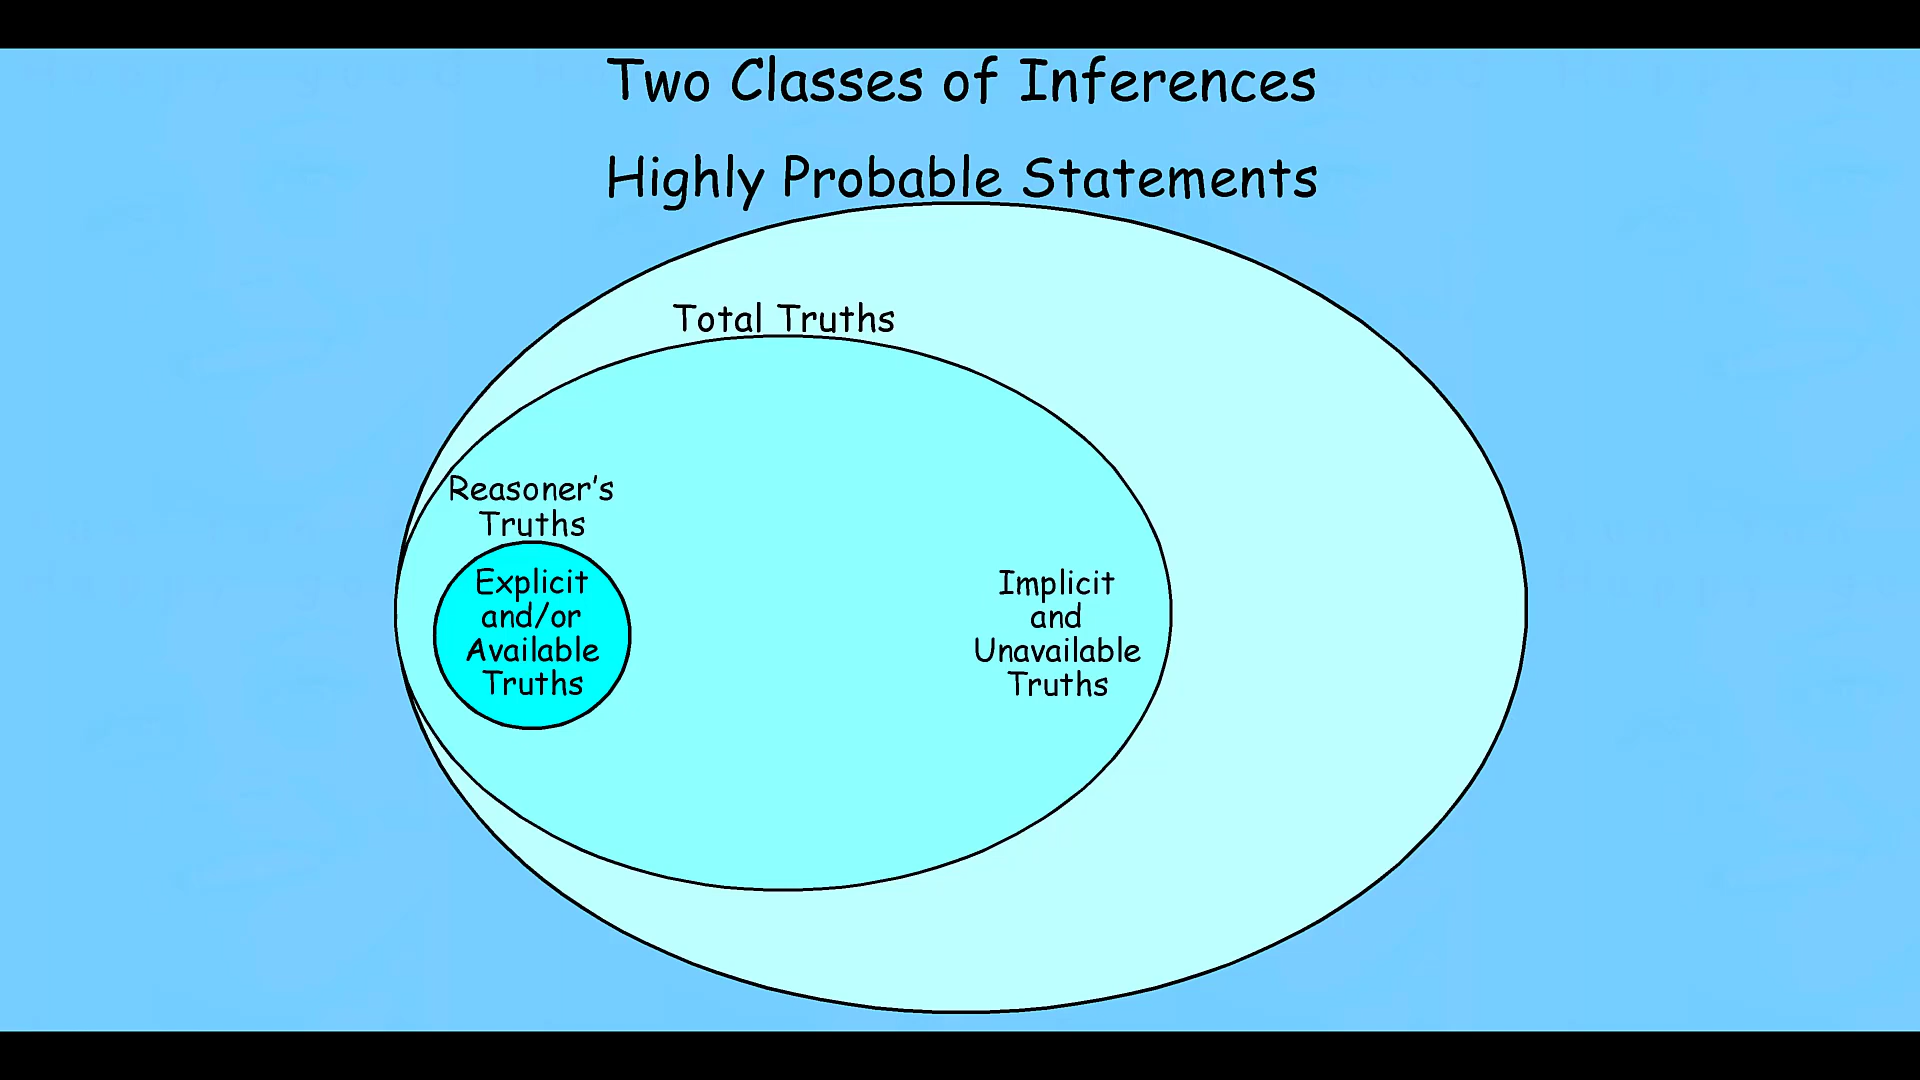 Two Classes of Inferences
Highly Probable Statements
Total Truths
Reasoner's
Truths
Explicit
and/or
Available
Truths
Implicit
and
Unavailable
Truths